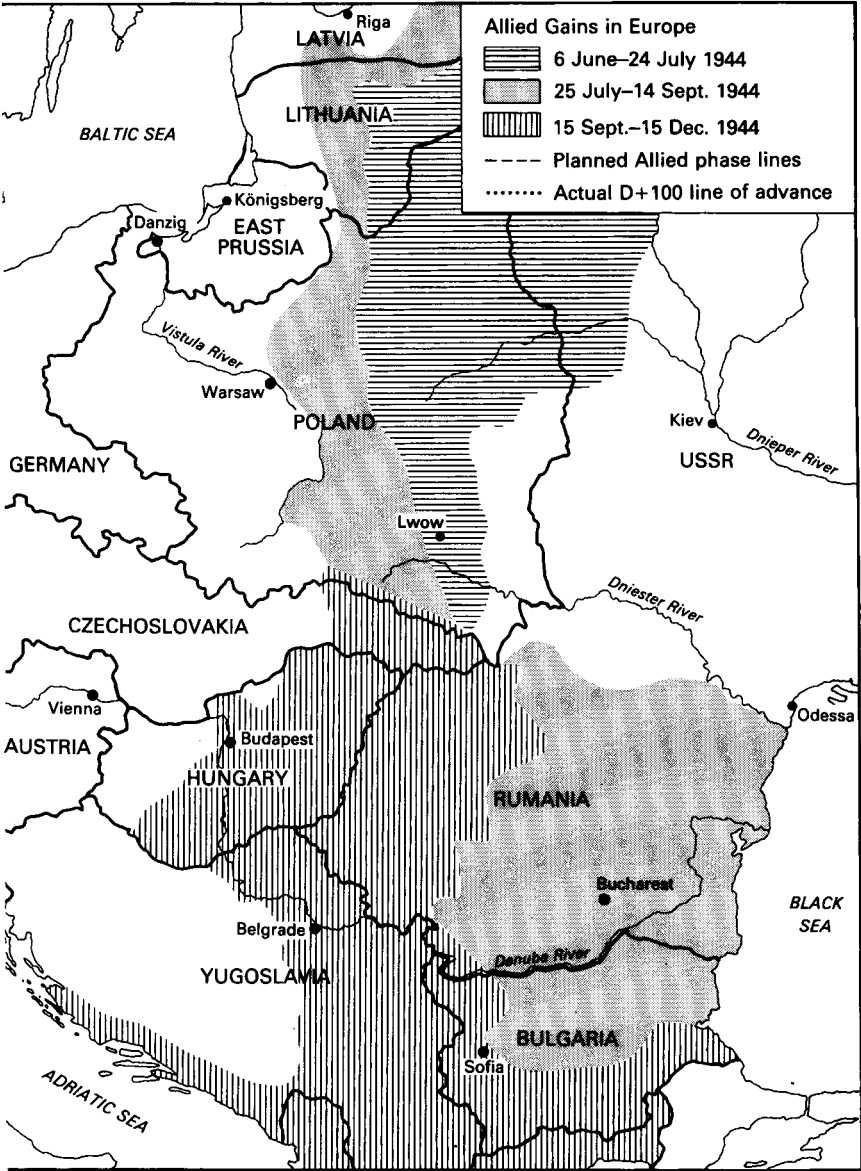 Riga
LATVIA
Allied Gains in Europe
6 June–24 July 1944
25 July–14 Sept. 1944
15 Sept.–15 Dec. 1944
Planned Allied phase lines
Actual D+100 line of advance
LITHUANIA
BALTIC SEA
Königsberg
Danzig
EAST
PRUSSIA
Vistula River
Warsaw
POLAND
Kiev
Dnieper River
USSR
GERMANY
Lwow
Dniester River
CZECHOSLOVAKIA
Vienna
Odessa
AUSTRIA
Budapest
HUNGARY
RUMANIA
Bucharest
BLACK
SEA
Belgrade
Danube River
YUGOSLAVIA
BULGARIA
Sofia
ADRIATIC SEA